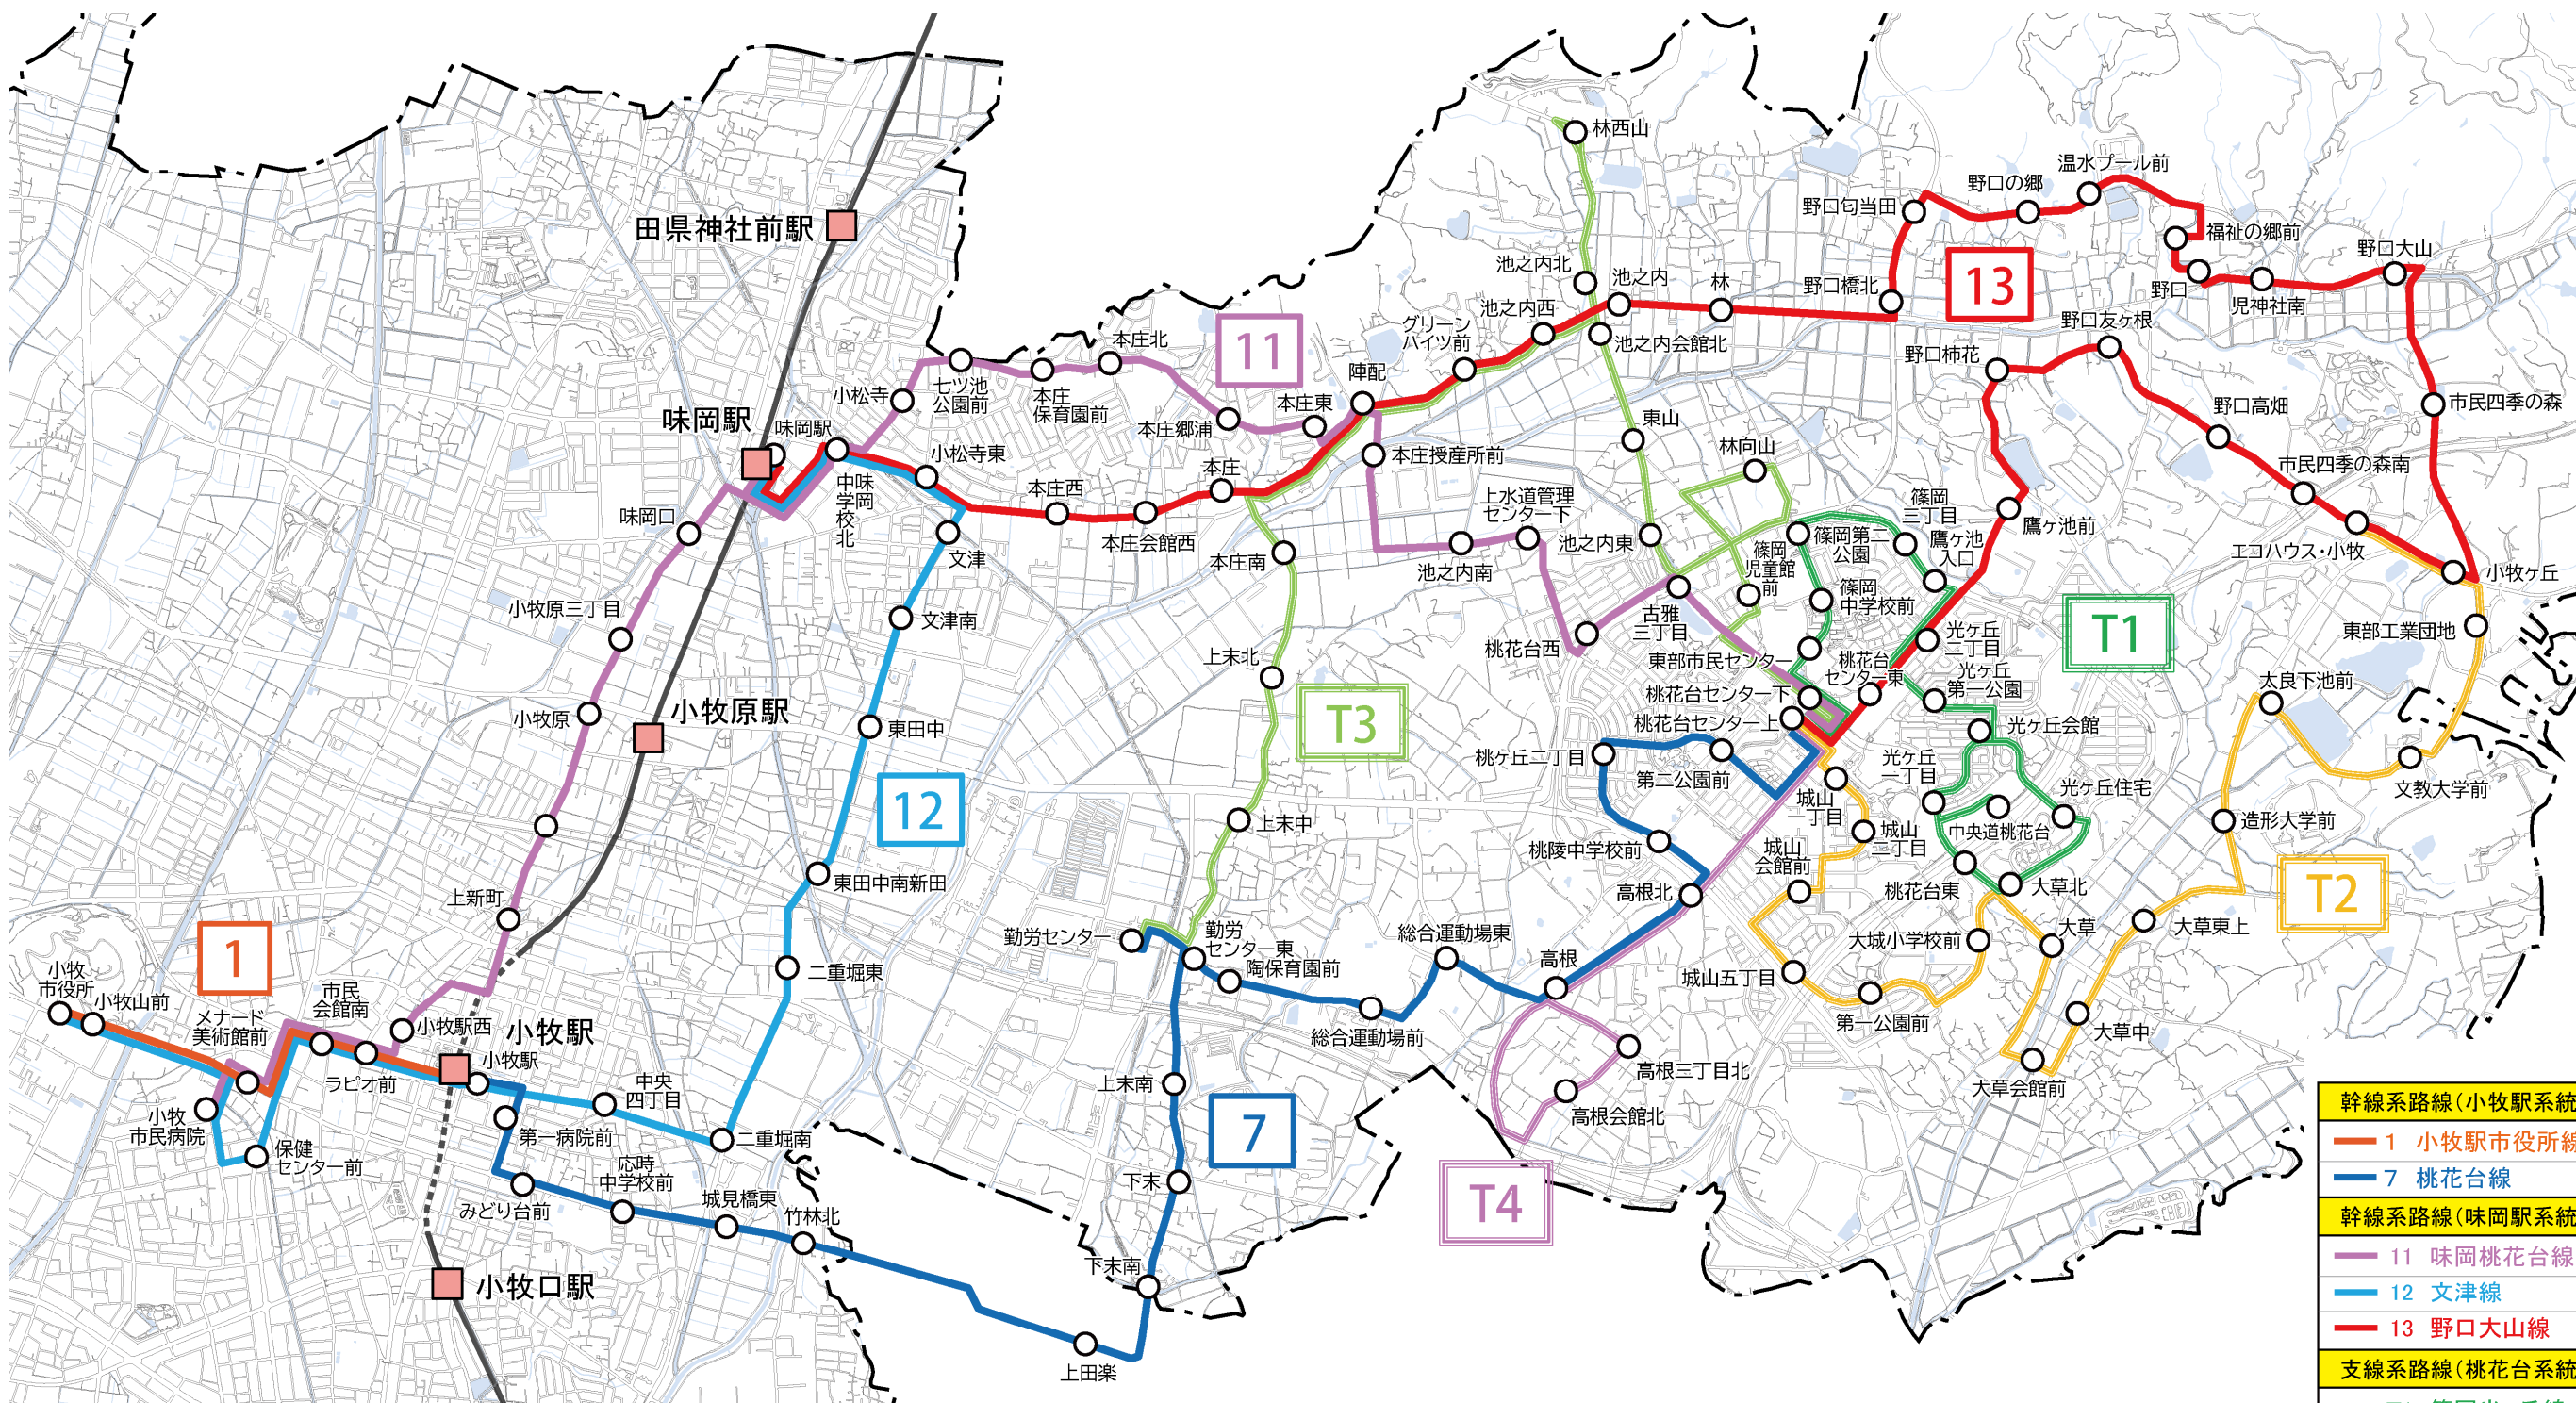 林西山
温水プール前
野口の郷
野口匂当田
福祉の郷前
野口大山
田県神社前駅
池之内北
池之内
林
野口橋北
13
野口
児神社南
池之内西
野口友ヶ根
グリーン
ハイツ前
池之内会館北
野口柿花
11
本庄北
陣配
小松寺
七ツ池
公園前
本庄
保育園前
本庄郷浦
本庄東
市民四季の森
野口高畑
味岡駅
味岡駅
東山
林向山
本庄授産所前
小松寺東
市民四季の森南
本庄西
本庄
上水道管理
センター下
篠岡
三丁目
味岡
中学校北
味岡口
本庄会館西
鷹ヶ池前
篠岡第二
公園
鷹ヶ池
入口
池之内東
エコハウス・小牧
小牧ヶ丘
文津
本庄南
池之内南
篠岡
児童館
前
篠岡
中学校前
小牧原三丁目
文津南
古雅
三丁目
光ヶ丘
二丁目
T1
東部工業団地
桃花台西
東部市民センター
桃花台
センター東
上末北
光ヶ丘
第一公園
太良下池前
桃花台センター下
桃花台センター上
小牧原
小牧原駅
東田中
T3
光ヶ丘会館
桃ヶ丘二丁目
第二公園前
光ヶ丘
一丁目
文教大学前
光ヶ丘住宅
12
城山
一丁目
上末中
中央道桃花台
造形大学前
城山
二丁目
桃陵中学校前
城山
会館前
東田中南新田
高根北
桃花台東
大草北
T2
上新町
勤労センター
勤労
センター東
総合運動場東
大城小学校前
大草
大草東上
1
陶保育園前
高根
城山五丁目
小牧
市役所
小牧山前
市民
会館南
二重堀東
総合運動場前
第一公園前
大草中
メナード
美術館前
小牧駅西
小牧駅
小牧駅
ラピオ前
高根三丁目北
大草会館前
中央
四丁目
上末南
小牧
市民病院
高根会館北
第一病院前
二重堀南
7
保健
センター前
応時
中学校前
下末
T4
みどり台前
城見橋東
竹林北
下末南
小牧口駅
上田楽
幹線系路線(小牧駅系統
1 小牧駅市役所線
7 桃花台線
幹線系路線(味岡駅系統
11 味岡桃花台線
12 文津線
13 野口大山線
支線系路線(桃花台系統